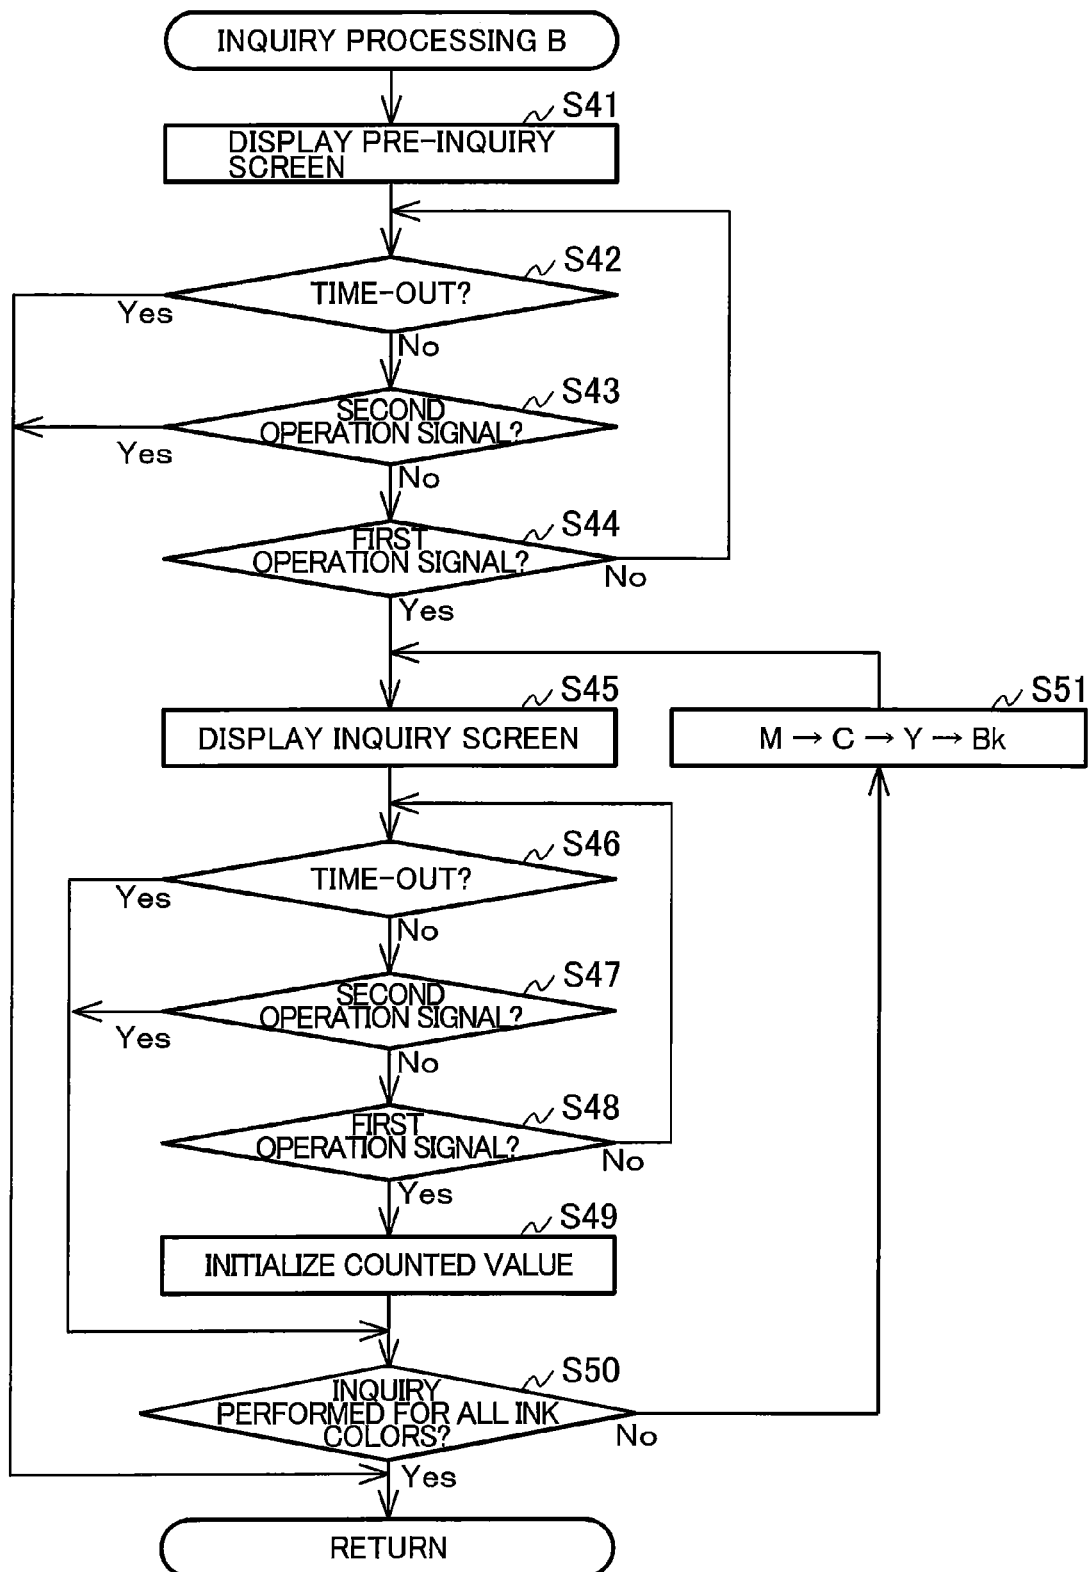 INQUIRY PROCESSING B
S41
DISPLAY PRE-INQUIRY
SCREEN
S42
TIME-OUT?
Yes
No
S43
SECOND
OPERATION SIGNAL?
Yes
No
S44
FIRST
OPERATION SIGNAL?
No
Yes
S45
DISPLAY INQUIRY SCREEN
S51
M → C → Y → Bk
S46
TIME-OUT?
Yes
No
S47
SECOND
OPERATION SIGNAL?
Yes
No
S48
FIRST
OPERATION SIGNAL?
No
Yes
S49
INITIALIZE COUNTED VALUE
S50
INQUIRY
PERFORMED FOR ALL INK
COLORS?
No
Yes
RETURN